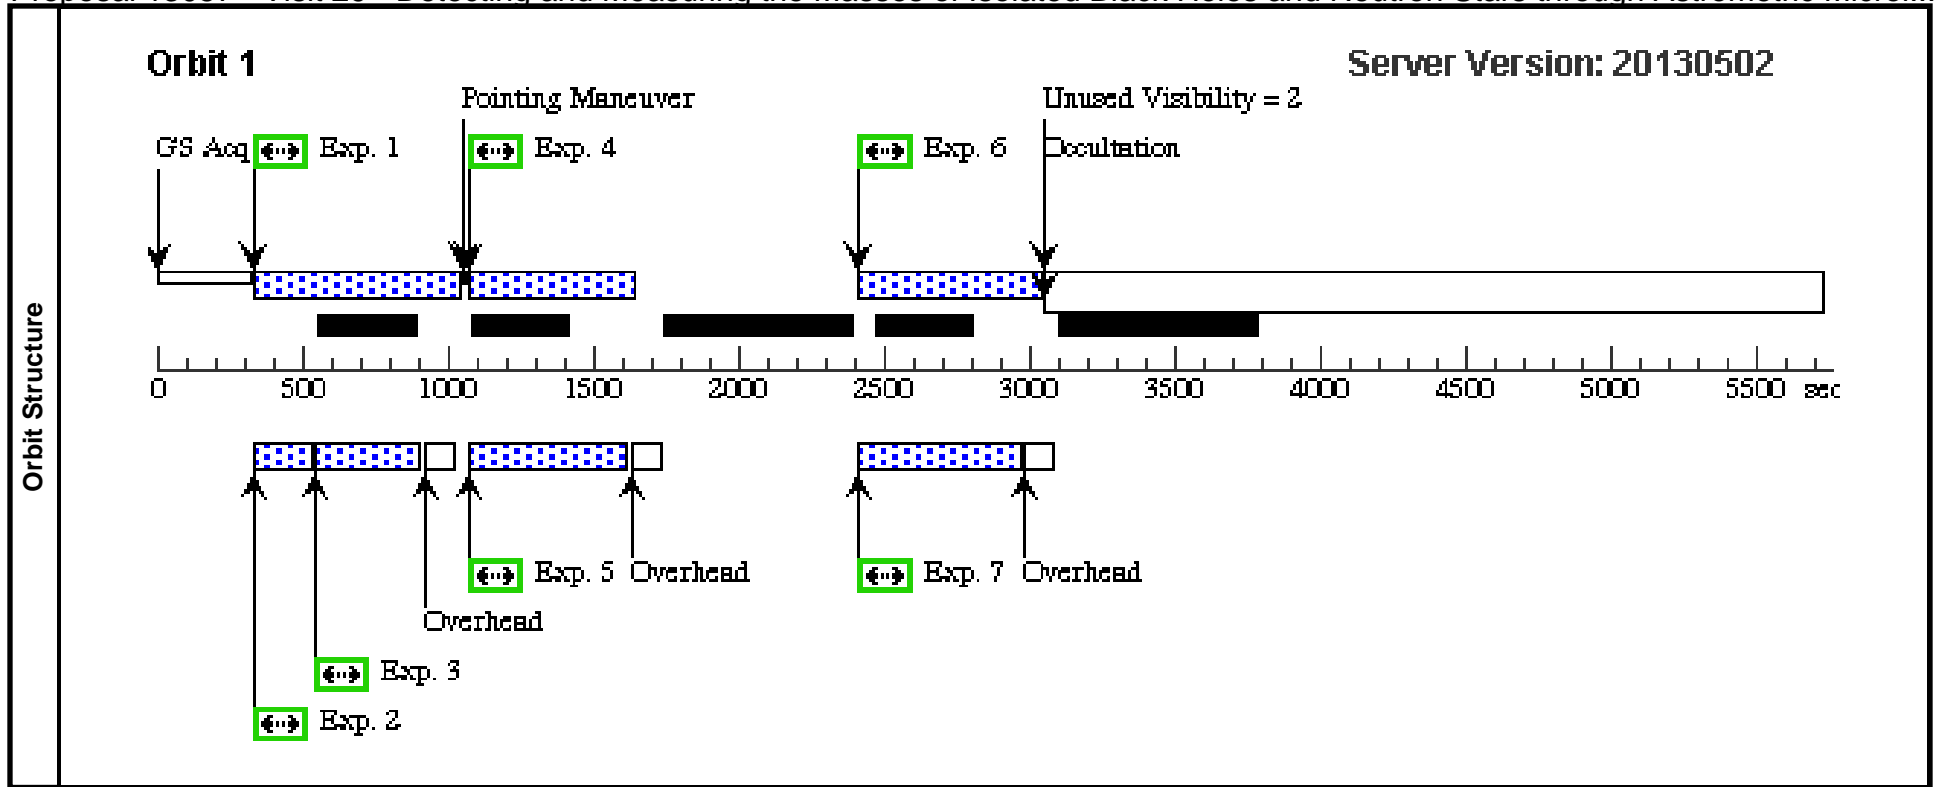 Orbit 1
Server Version: 20130502
Pointing Maneuver
Unused Visibility = 2
GS Acq
Exp. 1
Exp. 4
Exp. 6
Occultation
Orbit Structure
0 500 1000 1500 2000 2500 3000 3500 4000 4500 5000 5500 sec
Exp. 5
Overhead
Exp. 7
Overhead
Overhead
Exp. 3
Exp. 2